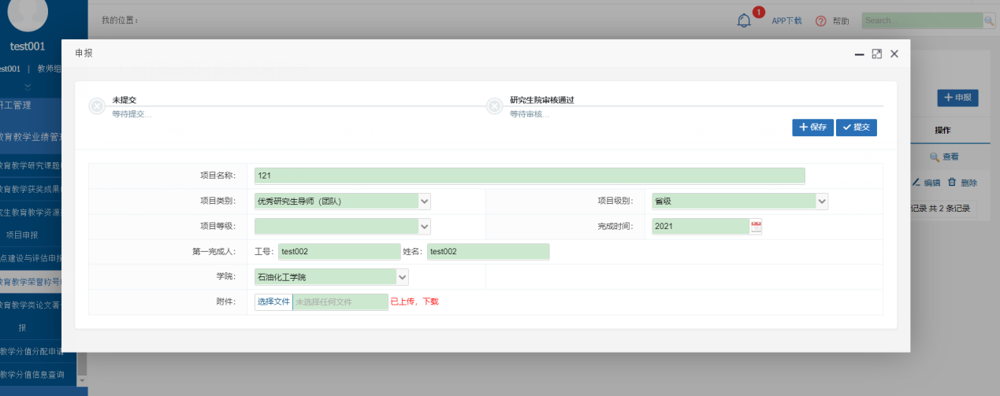 我的位置：
1
APP下载
帮助
Search...
test001
est001 | 教师组
研工管理
教育教学业绩管理
教育教学研究课题
教育教学获奖成果
究生教育教学资源
项目申报
点建设与评估申报
教育教学荣誉称号
教育教学类论文著
报
教学分值分配申请
教学分值信息查询
申报
未提交
等待提交...
研究生院审核通过
等待审核...
保存
提交
项目名称：
121
项目类别：
优秀研究生导师（团队）
项目级别：
省级
项目等级：
完成时间：
2021
第一完成人：
工号：
test002
姓名：
test002
学院：
石油化工学院
附件：
选择文件
未选择任何文件
已上传，下载
申报
操作
查看
编辑
删除
记录 共 2 条记录